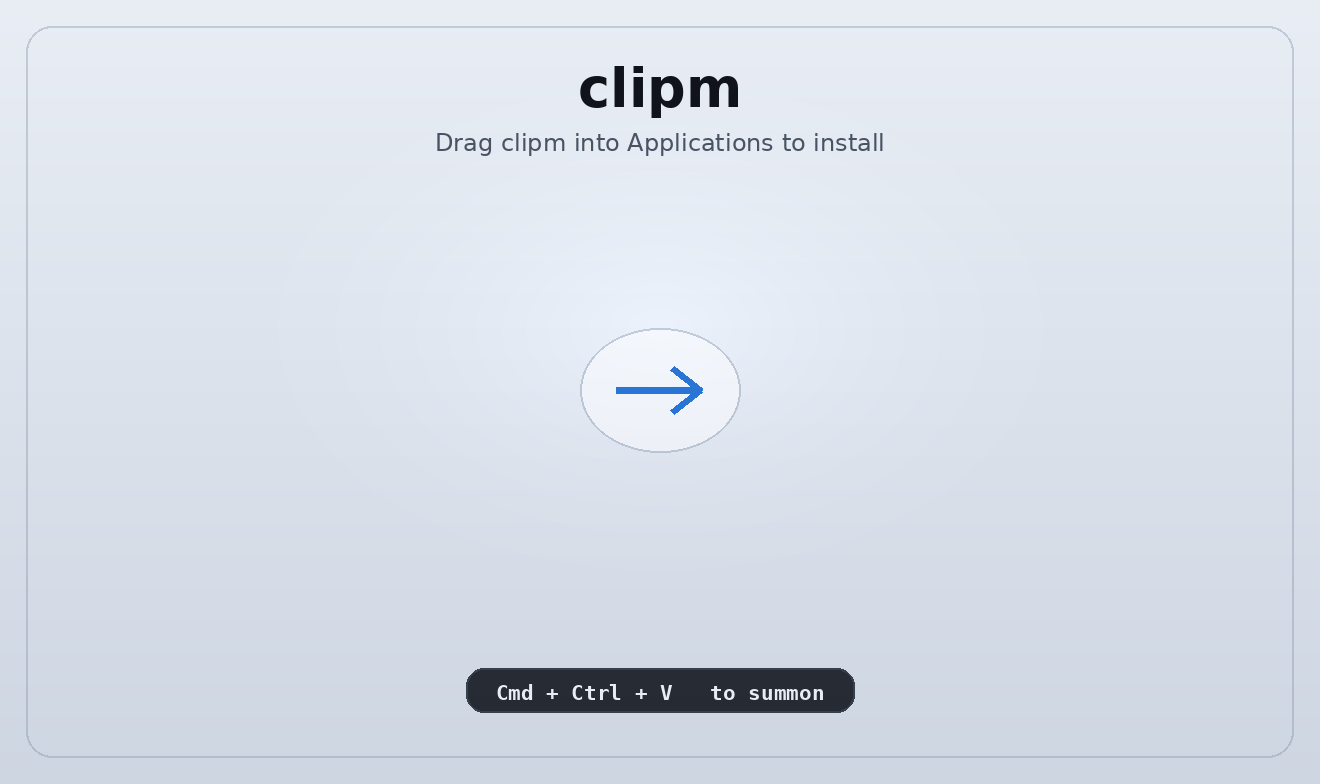 clipm
Drag clipm into Applications to install
Cmd + Ctrl + V to summon